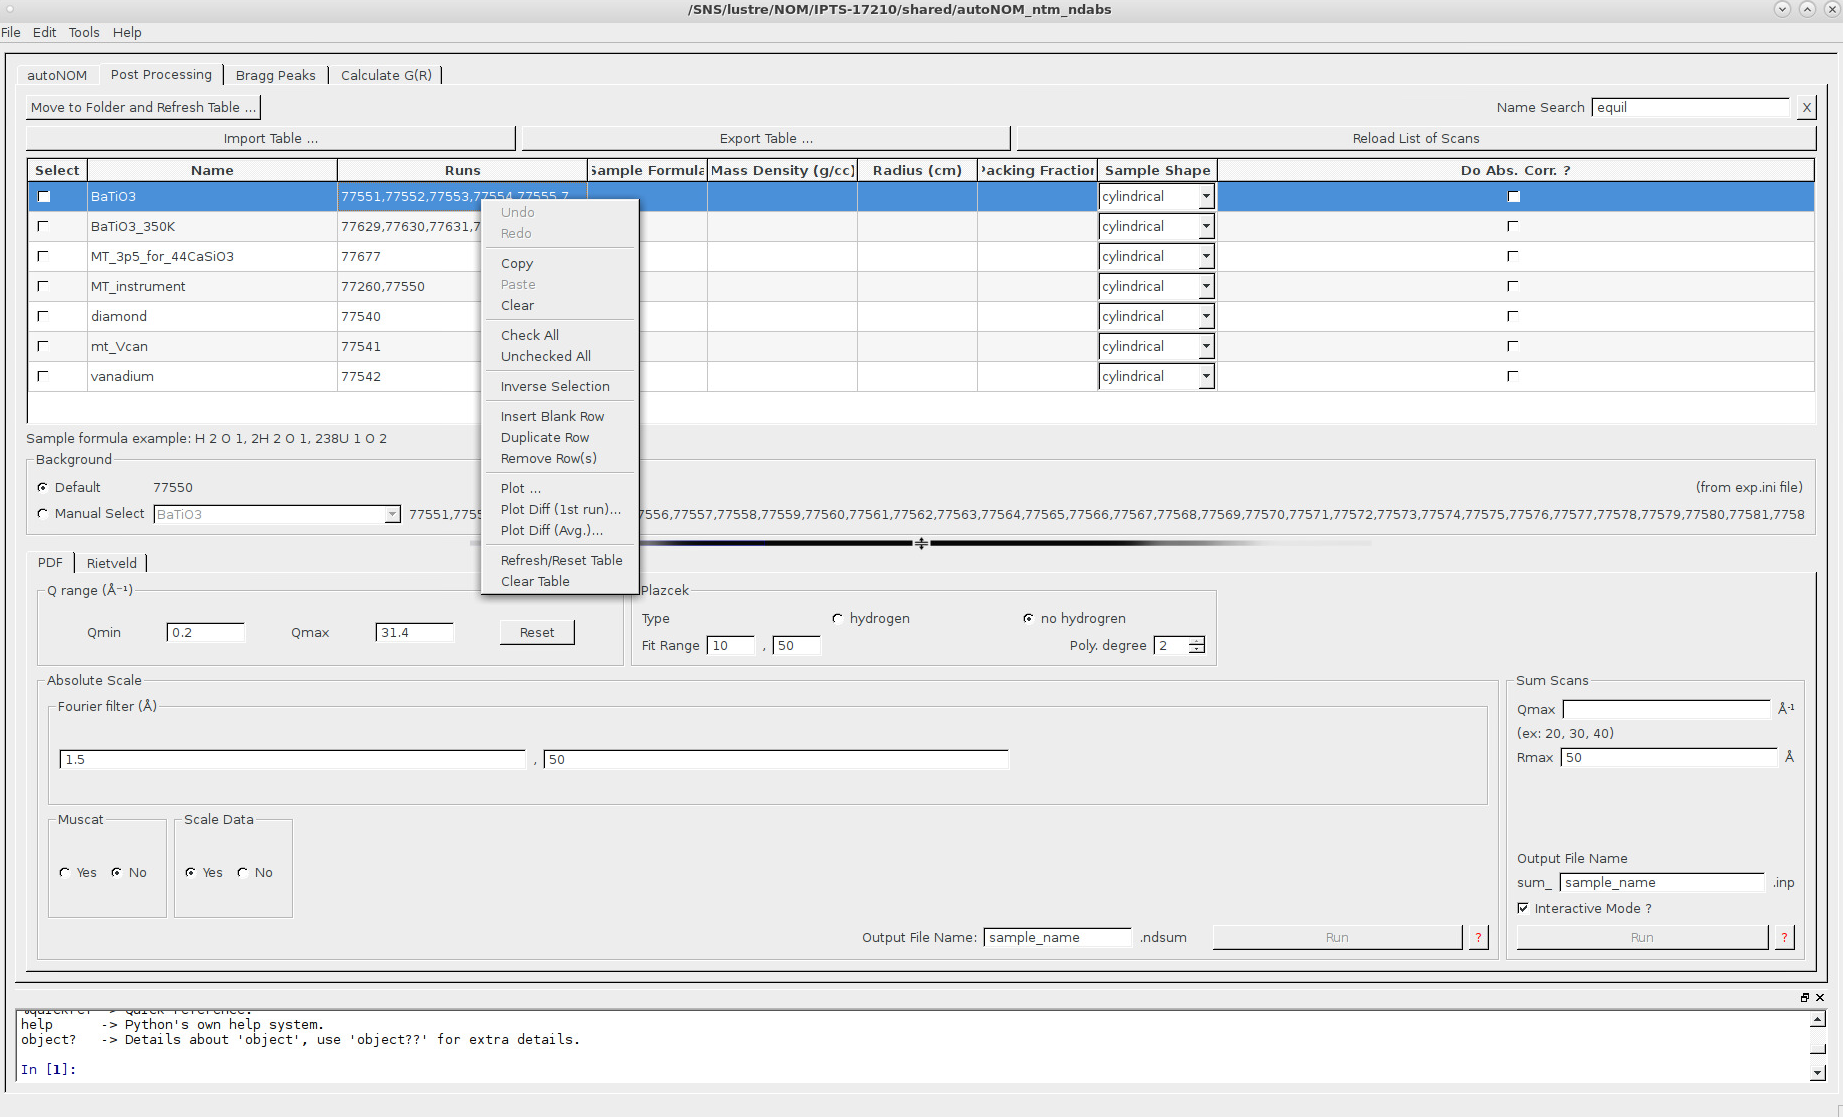 /SNS/lustre/NOM/IPTS-17210/shared/autoNOM_ntm_ndabs
File Edit Tools Help
autoNOM Post Processing Bragg Peaks Calculate G(R)
Move to Folder and Refresh Table ... Name Search equil X
Import Table ... Export Table ... Reload List of Scans
Select Name Runs Sample Formula Mass Density (g/cc) Radius (cm) Packing Fraction Sample Shape Do Abs. Corr. ?
BaTiO3 77551,77552,77553,77554,77555,7 cylindrical
BaTiO3_350K 77629,77630,77631,7 cylindrical
MT_3p5_for_44CaSiO3 77677 cylindrical
MT_instrument 77260,77550 cylindrical
diamond 77540 cylindrical
mt_Vcan 77541 cylindrical
vanadium 77542 cylindrical
Undo
Redo
Copy
Paste
Clear
Check All
Unchecked All
Inverse Selection
Insert Blank Row
Duplicate Row
Remove Row(s)
Plot ...
Plot Diff (1st run)...
Plot Diff (Avg.)...
Refresh/Reset Table
Clear Table
Sample formula example: H 2 O 1, 2H 2 O 1, 238U 1 O 2
Background
Default 77550 (from exp.ini file)
Manual Select BaTiO3 77551,7755 556,77557,77558,77559,77560,77561,77562,77563,77564,77565,77566,77567,77568,77569,77570,77571,77572,77573,77574,77575,77576,77577,77578,77579,77580,77581,7758
PDF Rietveld
Q range (Å⁻¹) Plazcek
Type hydrogen no hydrogren
Qmin 0.2 Qmax 31.4 Reset
Fit Range 10 , 50 Poly. degree 2
Absolute Scale Sum Scans
Fourier filter (Å)
Qmax Å⁻¹
(ex: 20, 30, 40)
1.5 , 50
Rmax 50 Å
Muscat Scale Data
Yes No Yes No
Output File Name
sum_ sample_name .inp
Interactive Mode ?
Output File Name: sample_name .ndsum Run ? Run ?
%quickref -> Quick reference.
help -> Python's own help system.
object? -> Details about 'object', use 'object??' for extra details.
In [1]: